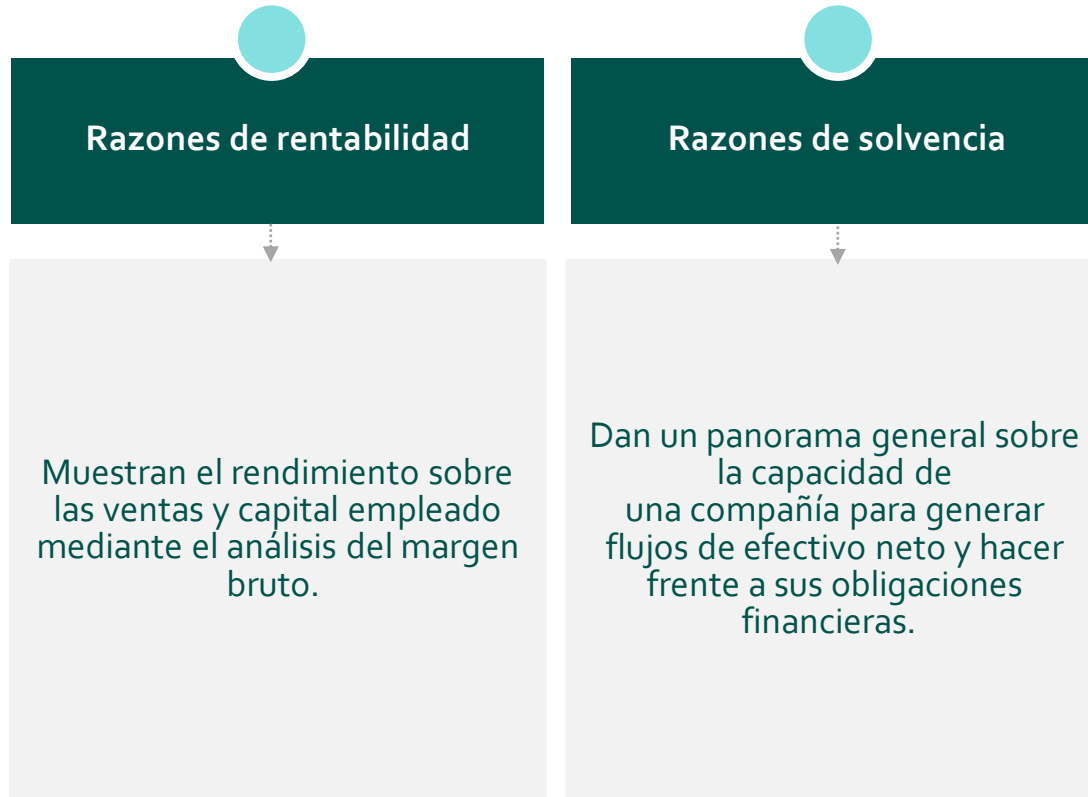 Razones de rentabilidad
Muestran el rendimiento sobre
las ventas y capital empleado
mediante el análisis del margen
bruto.
Razones de solvencia
Dan un panorama general sobre
la capacidad de
una compañía para generar
flujos de efectivo neto y hacer
frente a sus obligaciones
financieras.